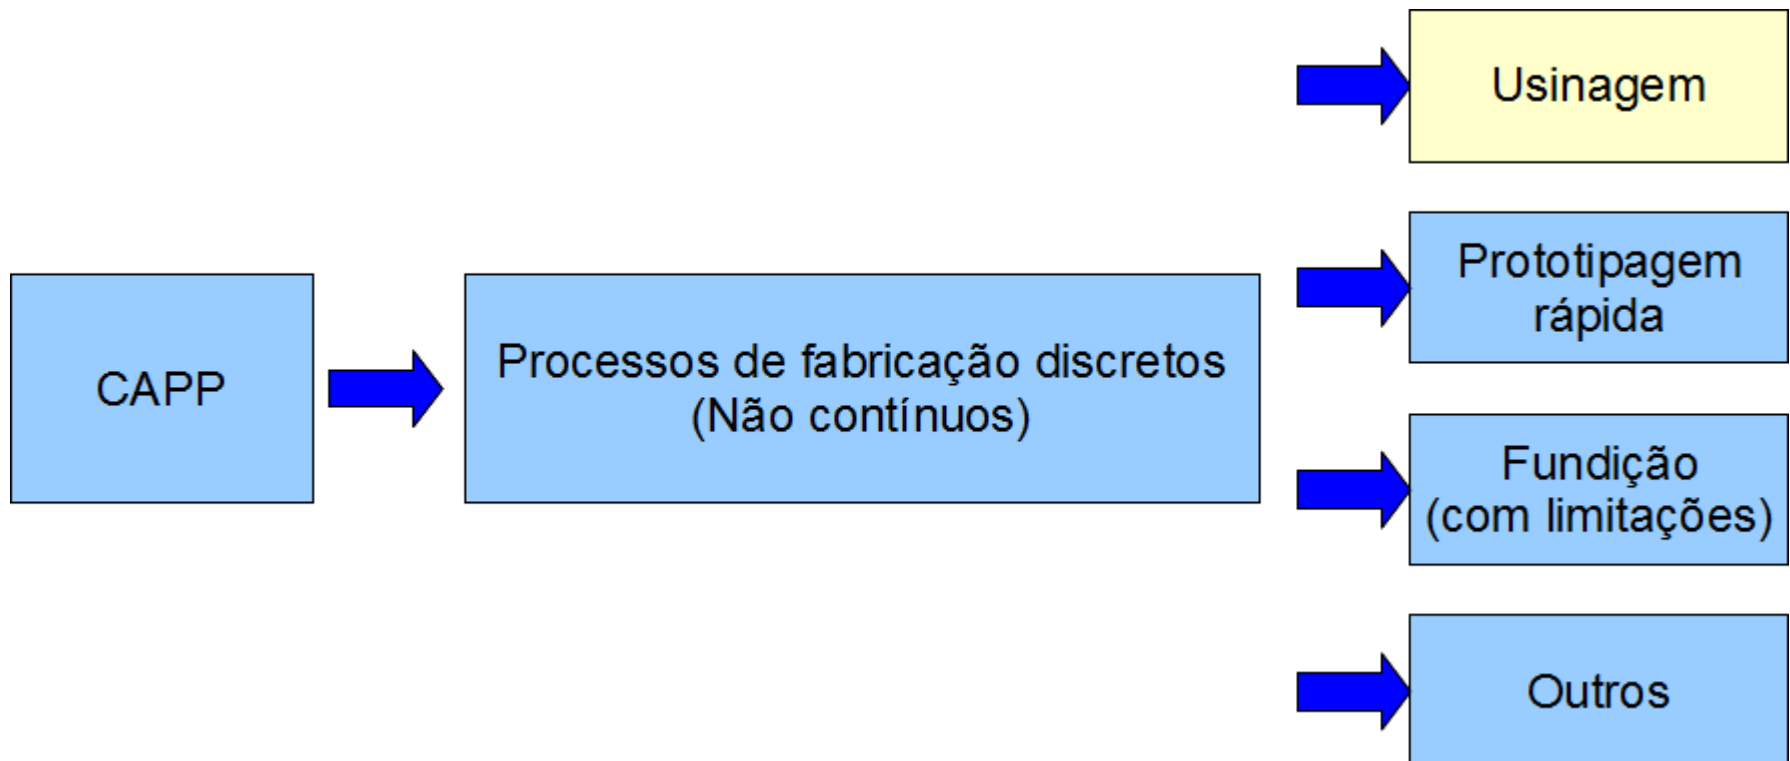 Usinagem
Prototipagem
rápida
CAPP
Processos de fabricação discretos
(Não contínuos)
Fundição
(com limitações)
Outros